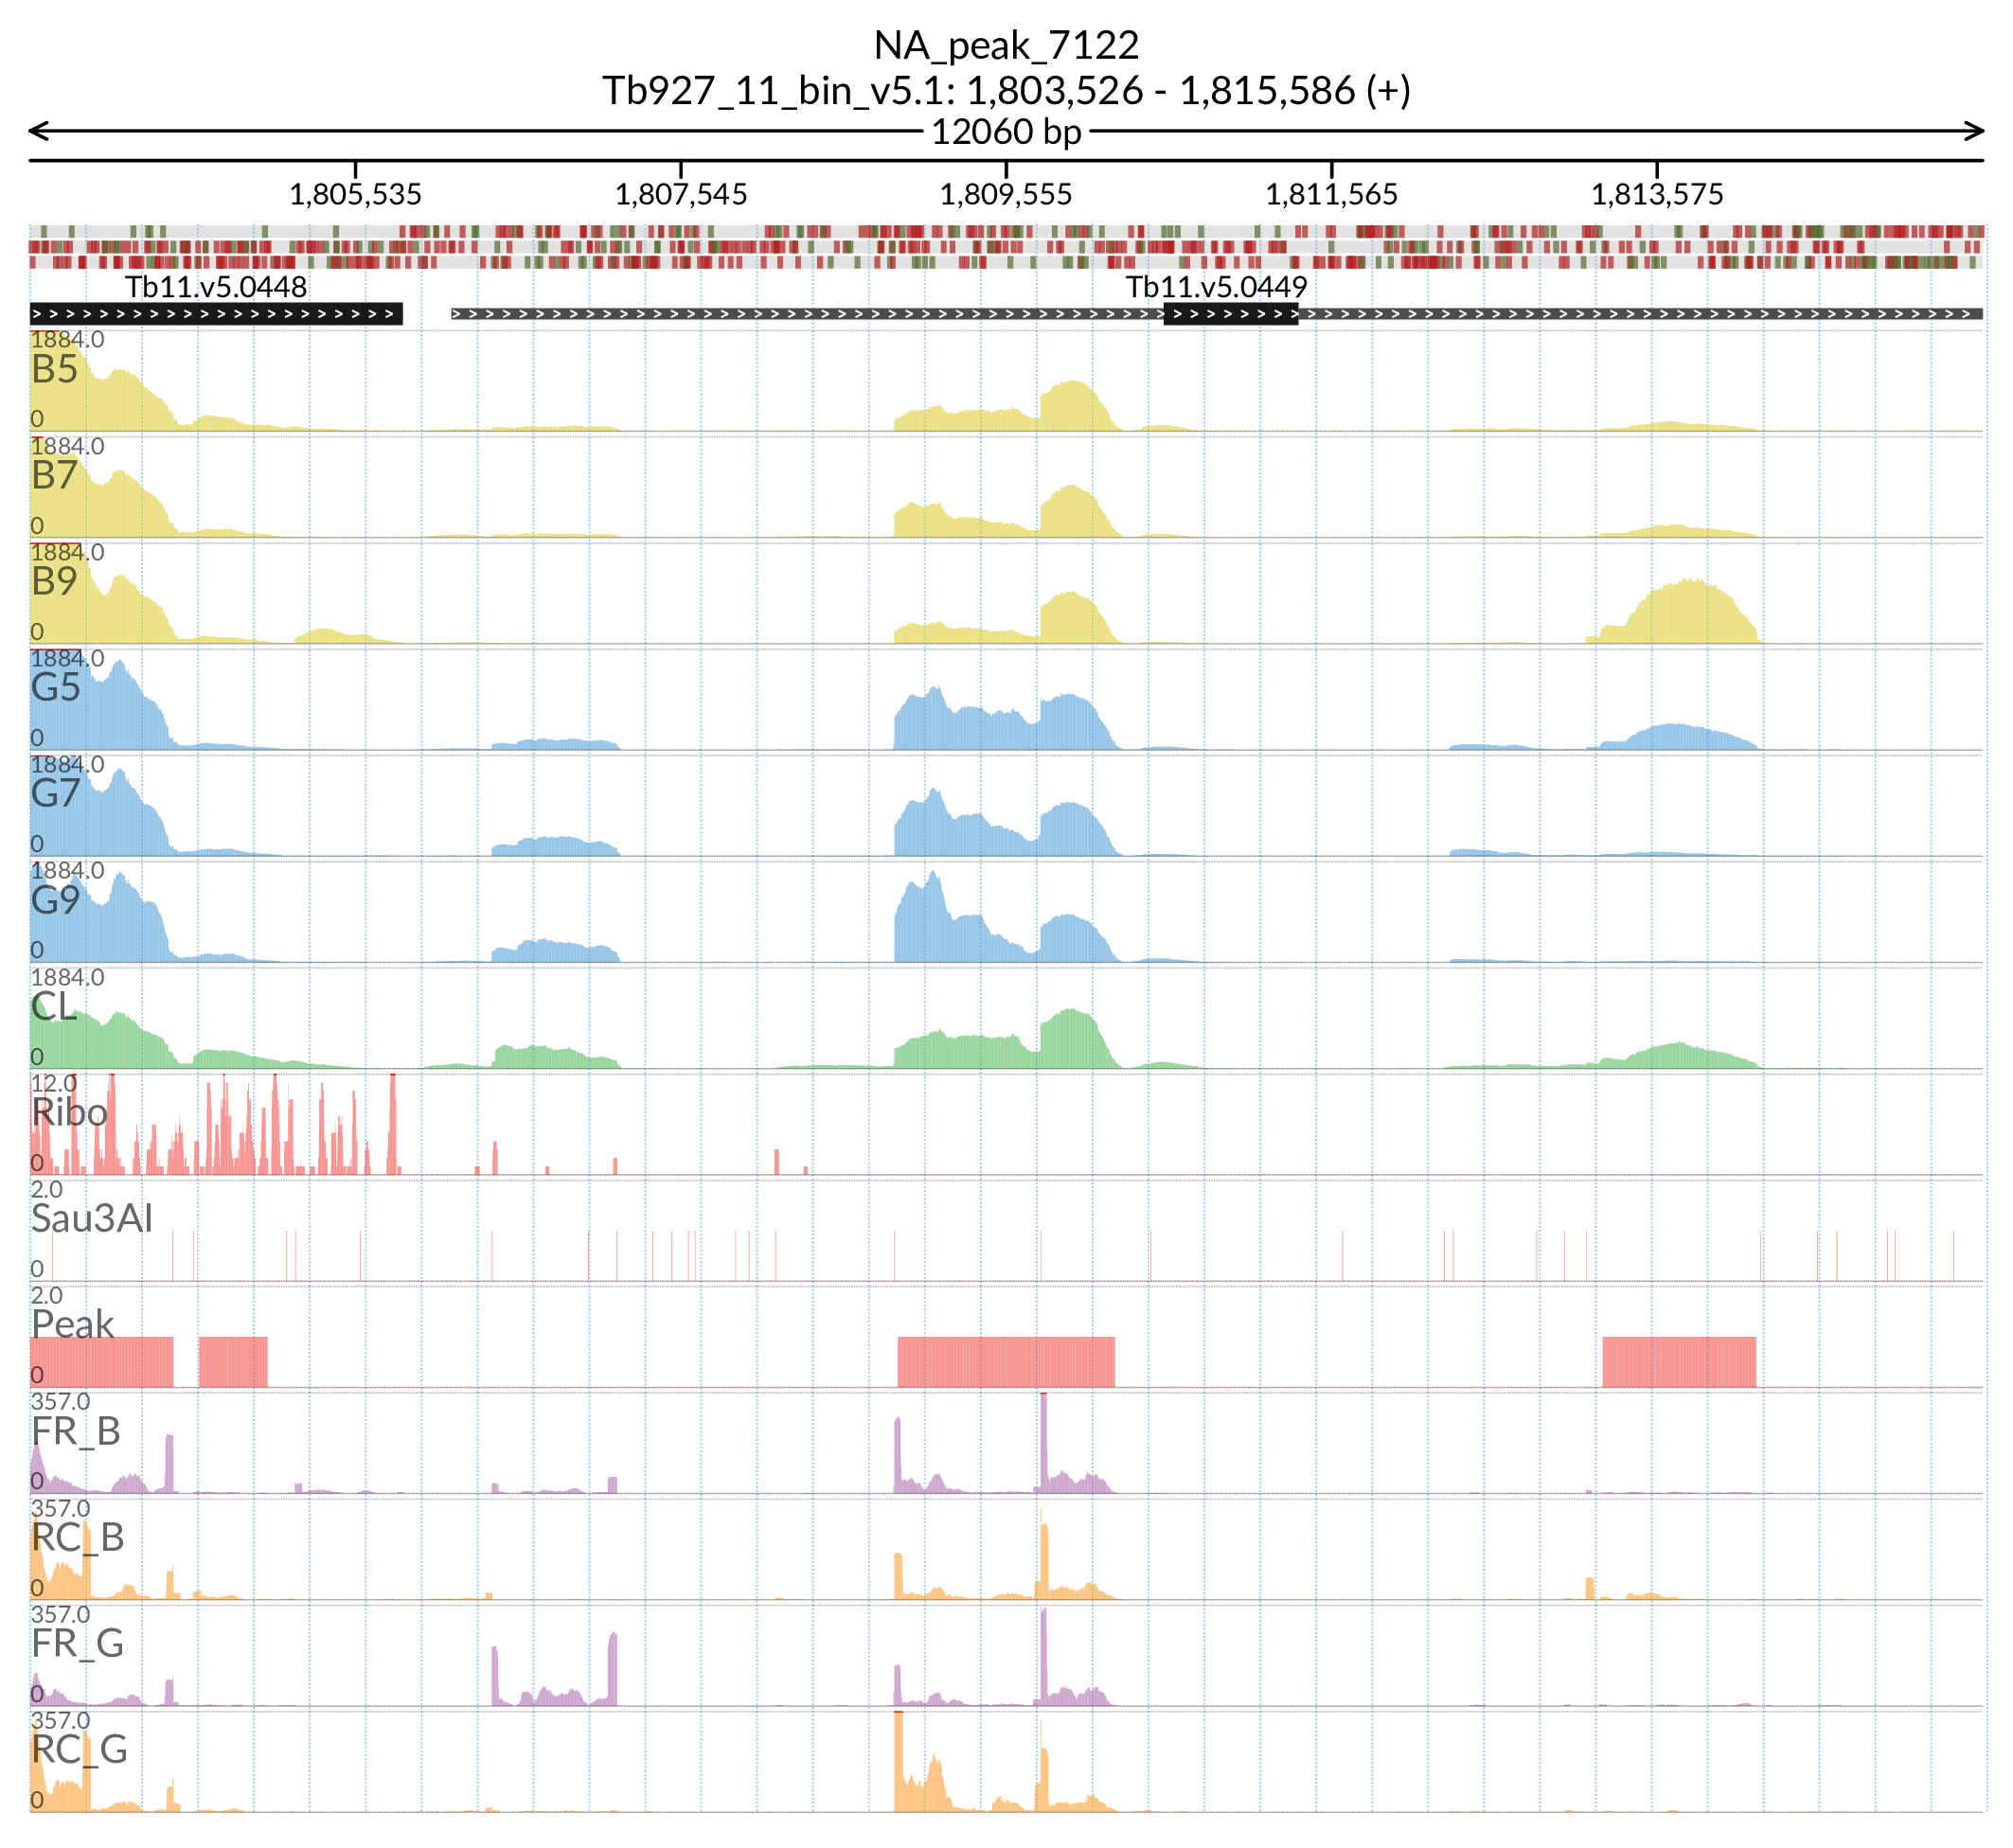 NA_peak_7122
Tb927_11_bin_v5.1: 1,803,526 - 1,815,586 (+)
12060 bp
1,805,535 1,807,545 1,809,555 1,811,565 1,813,575
Tb11.v5.0448 Tb11.v5.0449
1884.0
B5
0
1884.0
B7
0
1884.0
B9
0
1884.0
G5
0
1884.0
G7
0
1884.0
G9
0
1884.0
CL
0
12.0
Ribo
0
2.0
Sau3AI
0
2.0
Peak
0
357.0
FR_B
0
357.0
RC_B
0
357.0
FR_G
0
357.0
RC_G
0